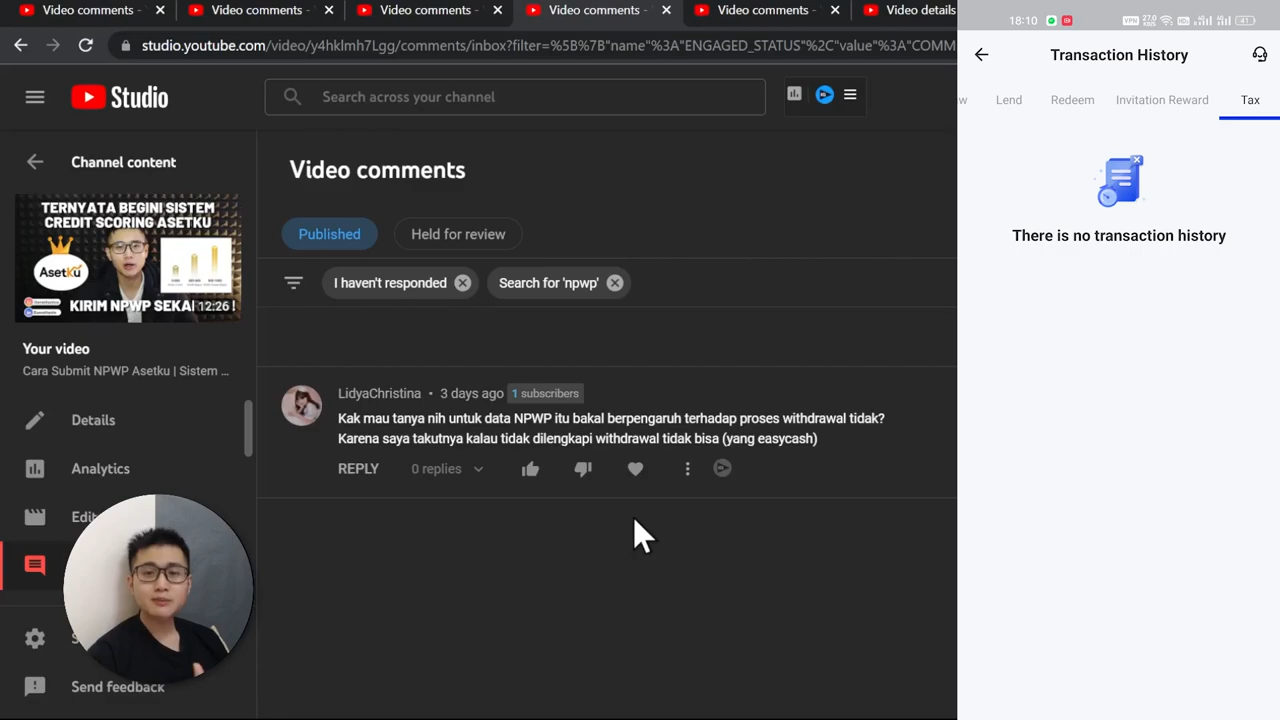 Video comments -
Video comments -
Video comments -
Video comments -
Video comments -
Video details
studio.youtube.com/video/y4hklmh7Lgg/comments/inbox?filter=%5B%7B"name"%3A"ENGAGED_STATUS"%2C"value"%3A"COMM
Studio
Search across your channel
Channel content
TERNYATA BEGINI SISTEM
CREDIT SCORING ASETKU
AsetKu
KIRIM NPWP SEKA
12:26
!
Your video
Cara Submit NPWP Asetku | Sistem ...
Details
Analytics
Send feedback
Video comments
Published
Held for review
I haven't responded
Search for 'npwp'
LidyaChristina • 3 days ago 1 subscribers
Kak mau tanya nih untuk data NPWP itu bakal berpengaruh terhadap proses withdrawal tidak?
Karena saya takutnya kalau tidak dilengkapi withdrawal tidak bisa (yang easycash)
REPLY 0 replies
18:10
VPN 27.0
41
Transaction History
w Lend Redeem Invitation Reward Tax
There is no transaction history